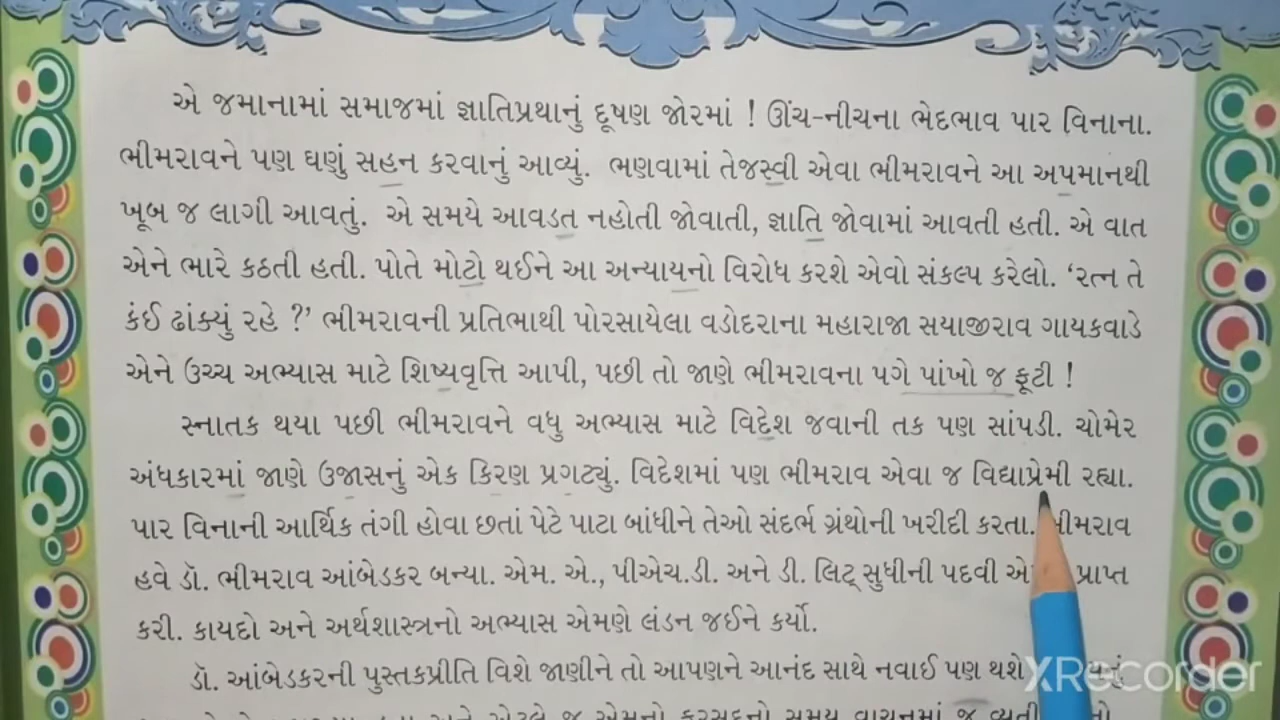 એ જમાનામાં સમાજમાં જ્ઞાતિપ્રથાનું દૂષણ જોરમાં ! ઊંચ-નીચના ભેદભાવ પાર વિનાના.
ભીમરાવને પણ ઘણું સહન કરવાનું આવ્યું. ભણવામાં તેજસ્વી એવા ભીમરાવને આ અપમાનથી
ખૂબ જ લાગી આવતું. એ સમયે આવડત નહોતી જોવાતી, જ્ઞાતિ જોવામાં આવતી હતી. એ વાત
એને ભારે કઠતી હતી. પોતે મોટો થઈને આ અન્યાયનો વિરોધ કરશે એવો સંકલ્પ કરેલો. ‘રત્ન તે
કંઈ ઢાંક્યું રહે ?’ ભીમરાવની પ્રતિભાથી પોરસાયેલા વડોદરાના મહારાજા સયાજીરાવ ગાયકવાડે
એને ઉચ્ચ અભ્યાસ માટે શિષ્યવૃત્તિ આપી, પછી તો જાણે ભીમરાવના પગે પાંખો જ ફૂટી !
સ્નાતક થયા પછી ભીમરાવને વધુ અભ્યાસ માટે વિદેશ જવાની તક પણ સાંપડી. ચોમેર
અંધકારમાં જાણે ઉજાસનું એક કિરણ પ્રગટ્યું. વિદેશમાં પણ ભીમરાવ એવા જ વિદ્યાપ્રેમી રહ્યા.
પાર વિનાની આર્થિક તંગી હોવા છતાં પેટે પાટા બાંધીને તેઓ સંદર્ભ ગ્રંથોની ખરીદી કરતા. ભીમરાવ
હવે ડૉ. ભીમરાવ આંબેડકર બન્યા. એમ. એ., પીએચ.ડી. અને ડી. લિટ્ સુધીની પદવી પ્રાપ્ત
કરી. કાયદો અને અર્થશાસ્ત્રનો અભ્યાસ એમણે લંડન જઈને કર્યો.
ડૉ. આંબેડકરની પુસ્તકપ્રીતિ વિશે જાણીને તો આપણને આનંદ સાથે નવાઈ પણ થશે
XRecorder